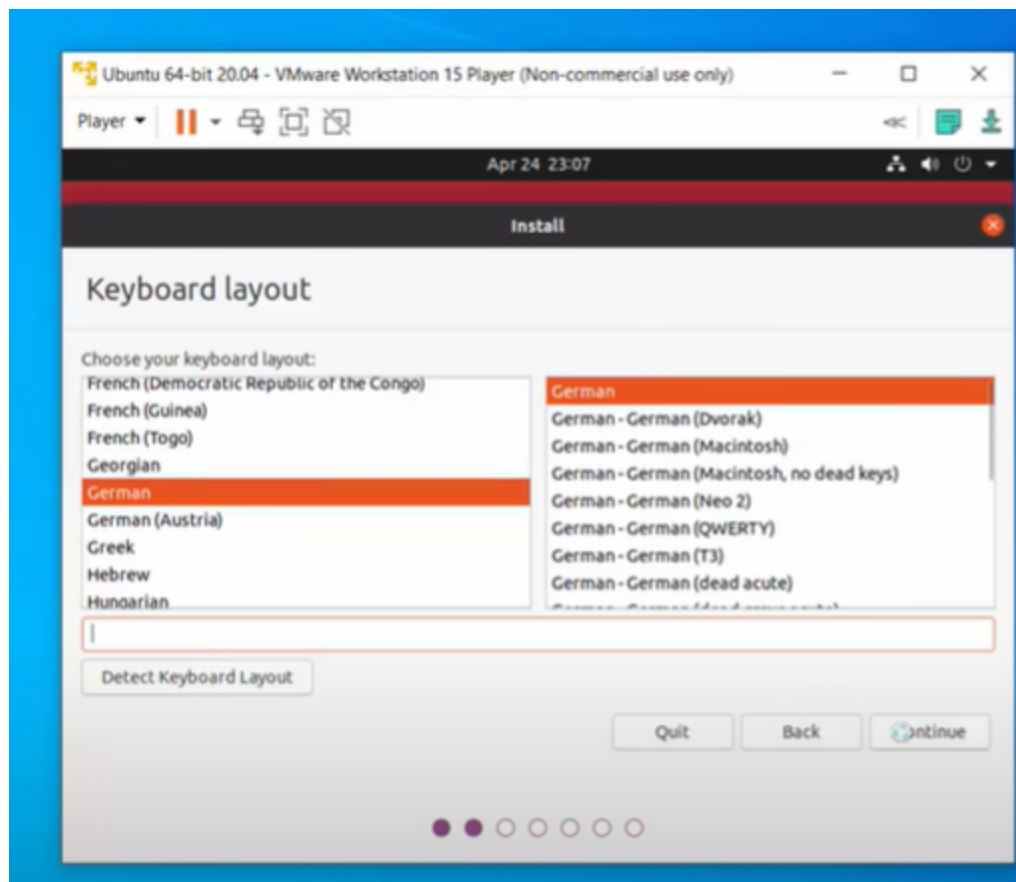 Ubuntu 64-bit 20.04 - VMware Workstation 15 Player (Non-commercial use only)
Player
Apr 24 23:07
Install
Keyboard layout
Choose your keyboard layout:
French (Democratic Republic of the Congo)
French (Guinea)
French (Togo)
Georgian
German
German (Austria)
Greek
Hebrew
Hungarian
German
German - German (Dvorak)
German - German (Macintosh)
German - German (Macintosh, no dead keys)
German - German (Neo 2)
German - German (QWERTY)
German - German (T3)
German - German (dead acute)
Detect Keyboard Layout
Quit Back Continue